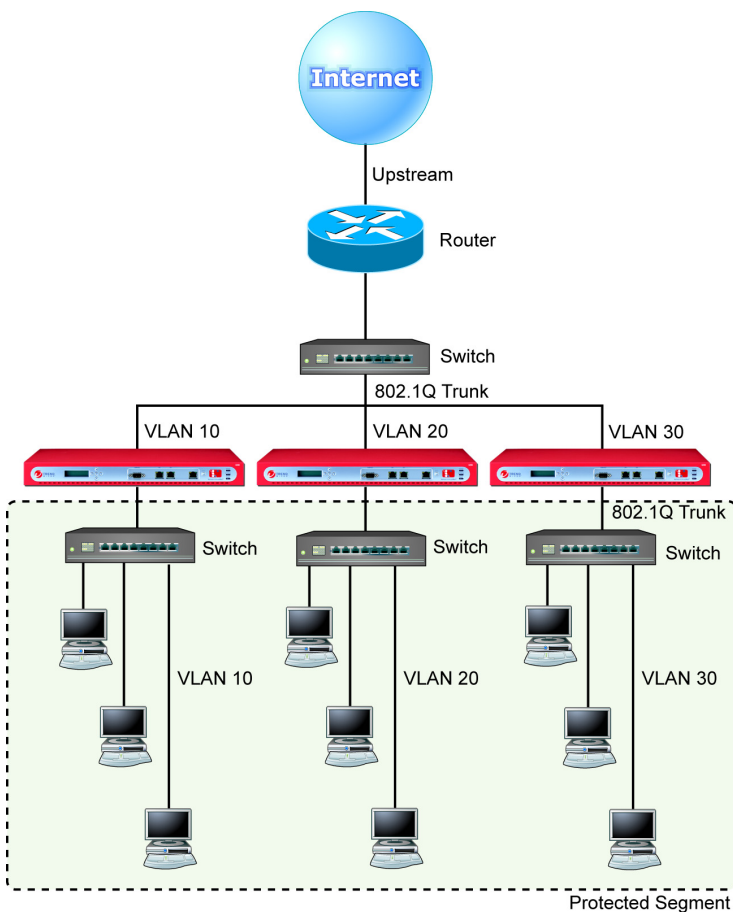 Internet
Upstream
Router
Switch
802.1Q Trunk
VLAN 10
VLAN 20
VLAN 30
802.1Q Trunk
Switch
Switch
Switch
VLAN 10
VLAN 20
VLAN 30
Protected Segment